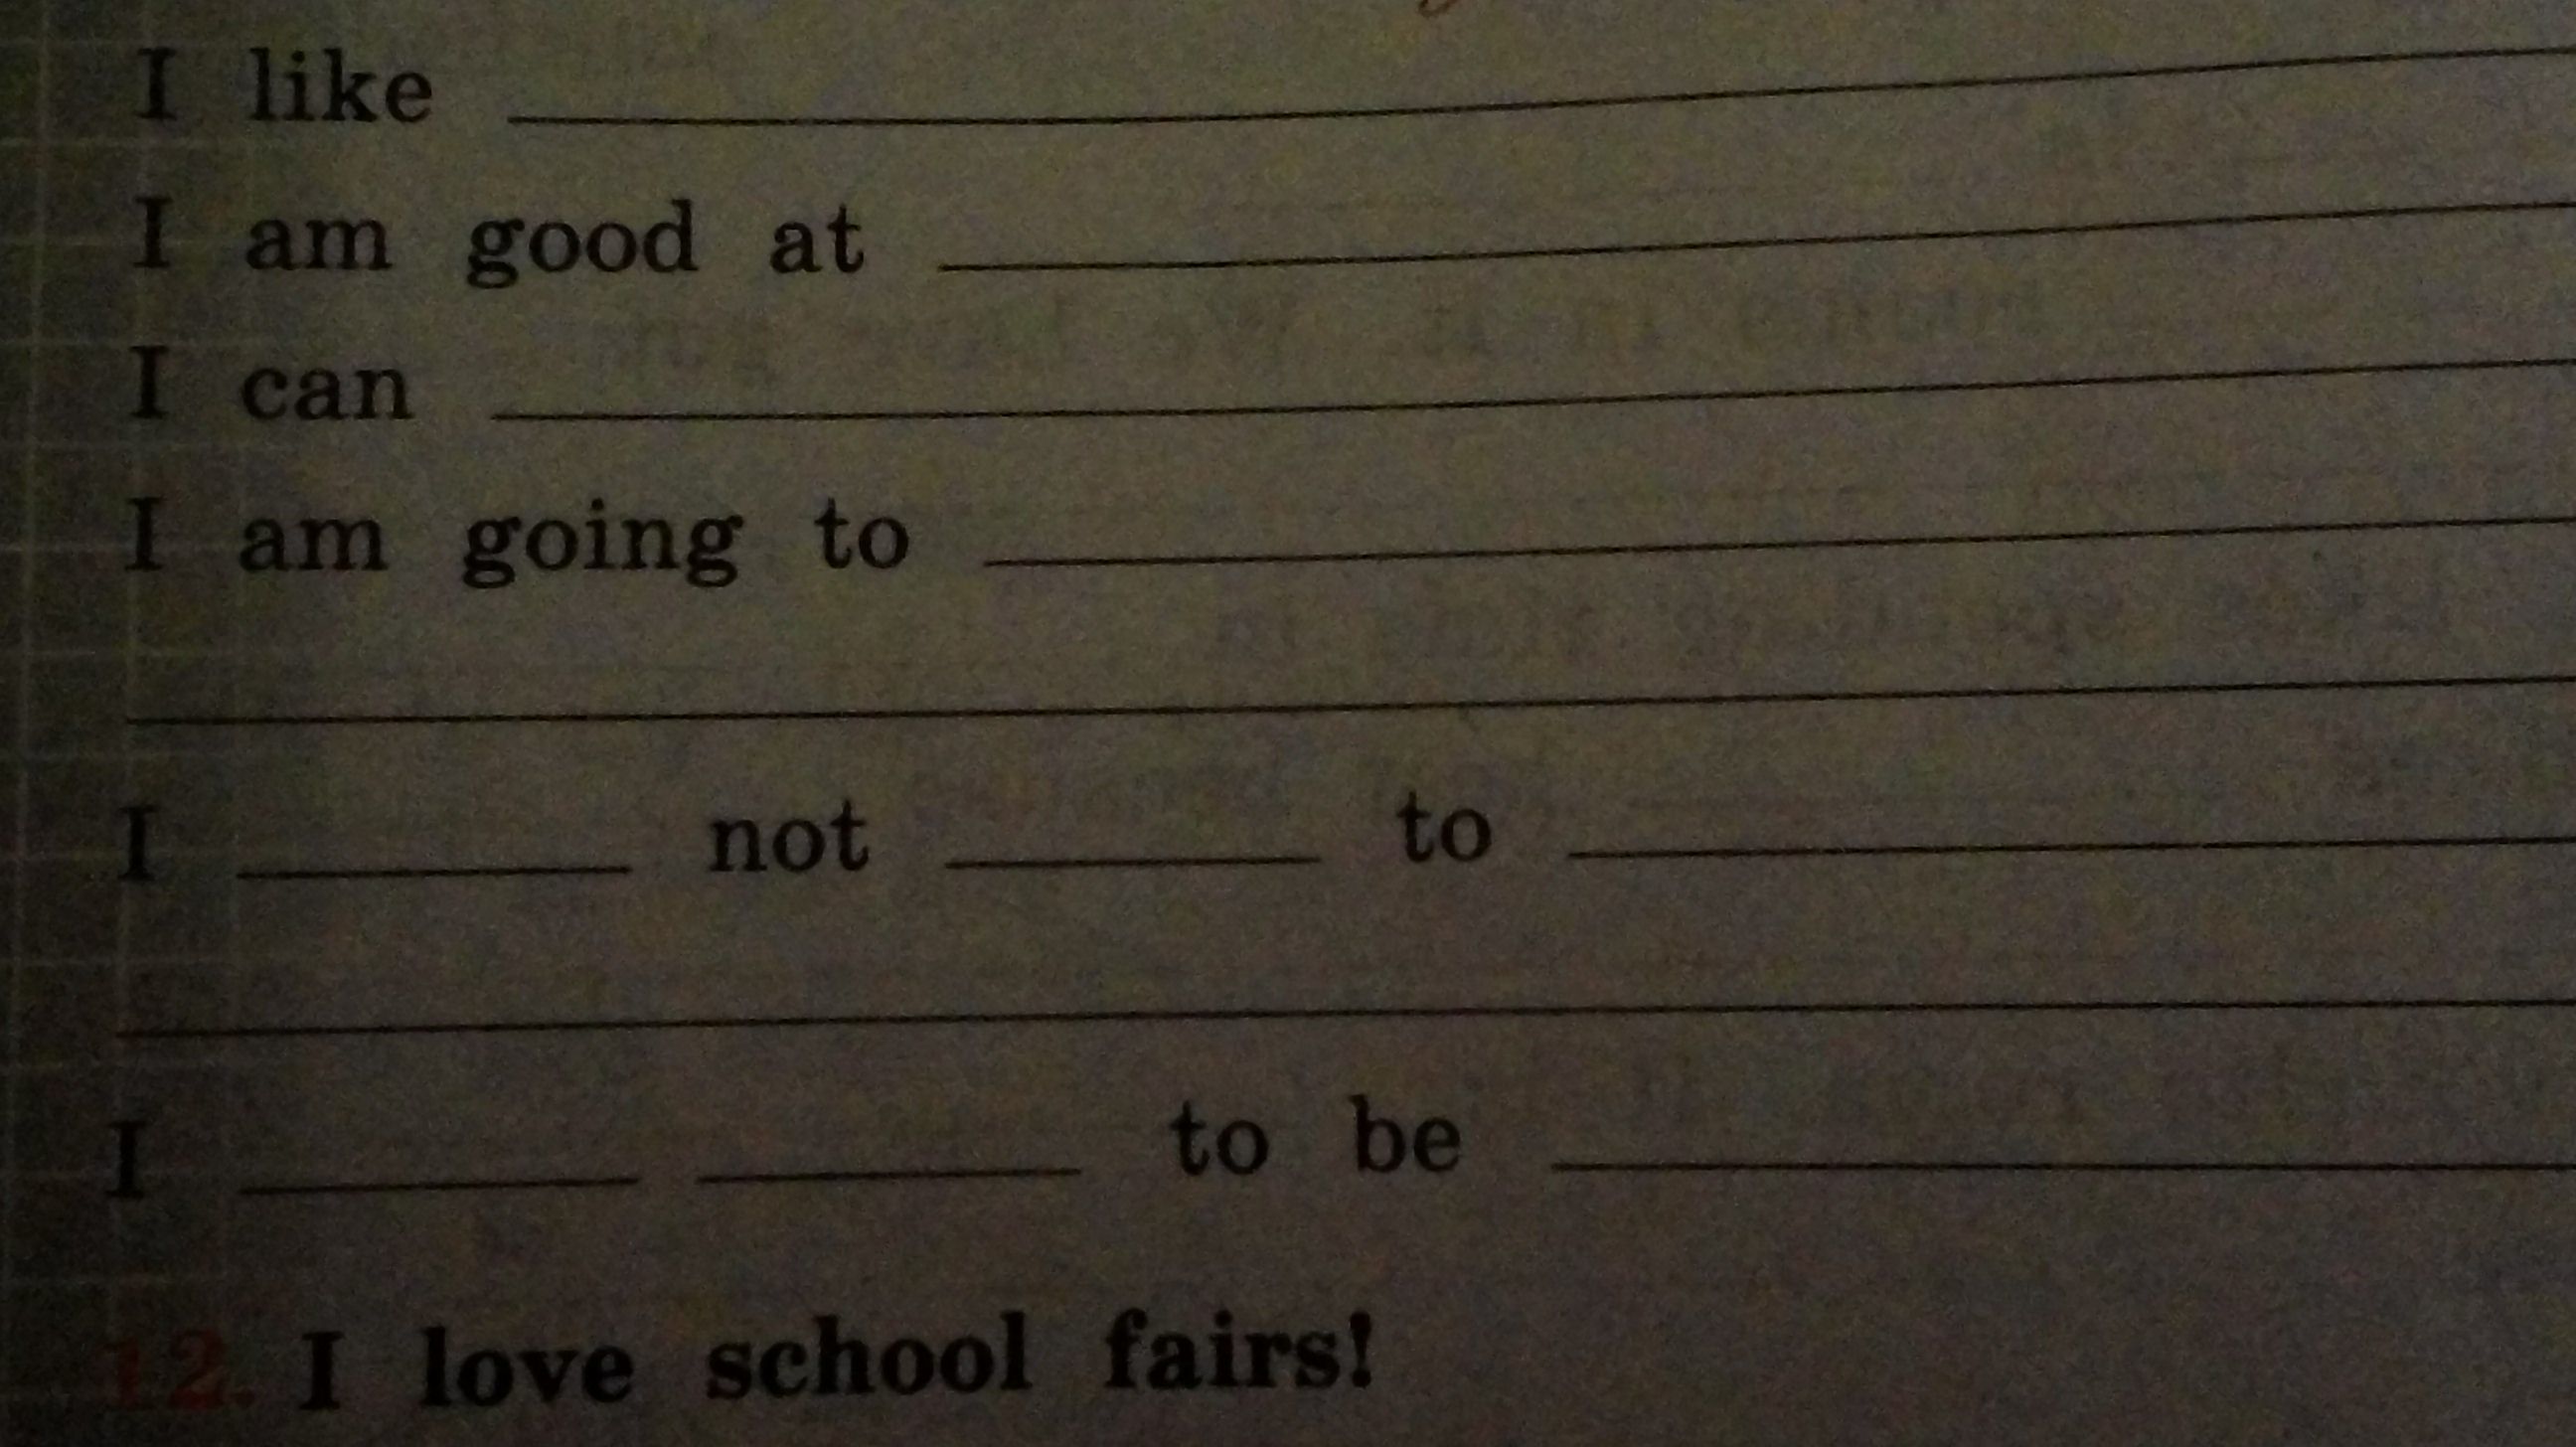 I like
I am good at
I can
I am going to
I not to
I to be
12. I love school fairs!